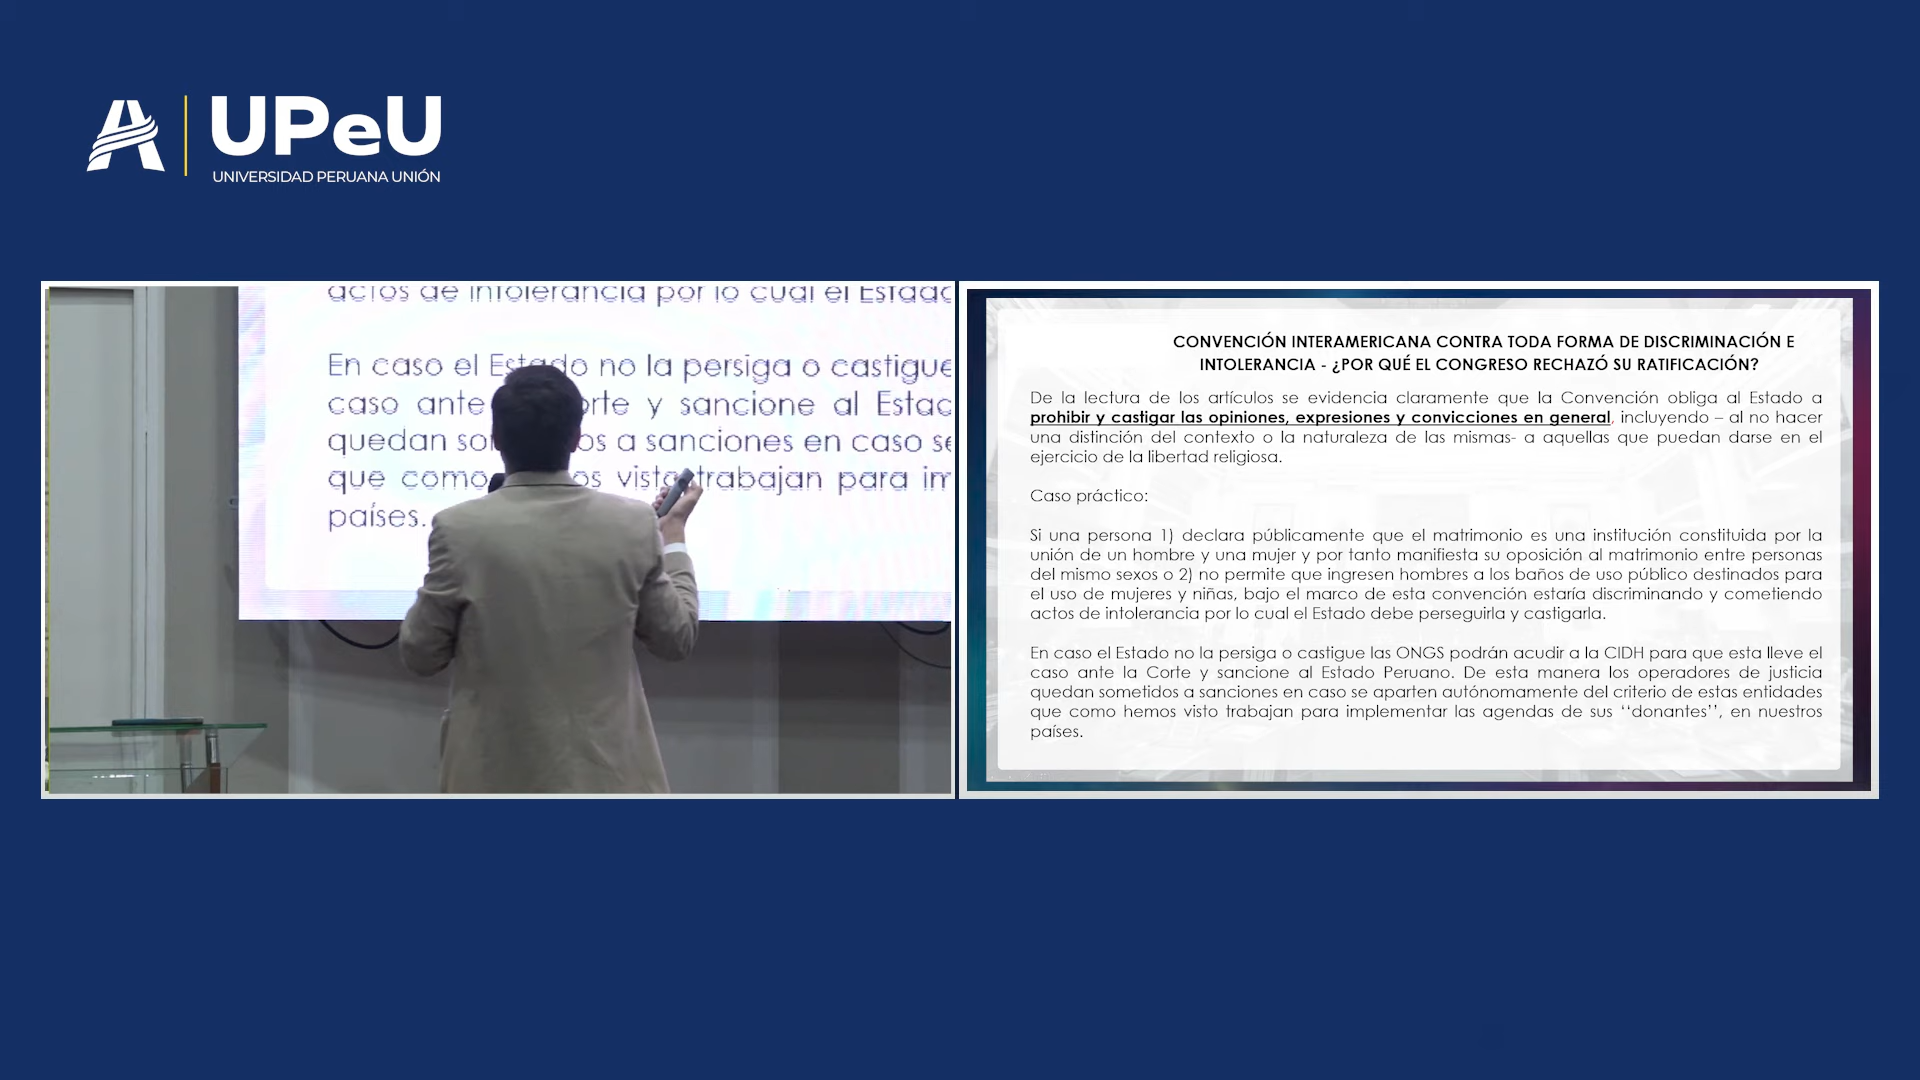 UPeU
UNIVERSIDAD PERUANA UNIÓN
actos de intolerancia por lo cual el Estado
En caso el Estado no la persiga o castigue
caso ante orte y sancione al Estad
quedan som os a sanciones en caso se
que como os visto trabajan para im
países.
CONVENCIÓN INTERAMERICANA CONTRA TODA FORMA DE DISCRIMINACIÓN E
INTOLERANCIA - ¿POR QUÉ EL CONGRESO RECHAZÓ SU RATIFICACIÓN?
De la lectura de los artículos se evidencia claramente que la Convención obliga al Estado a
prohibir y castigar las opiniones, expresiones y convicciones en general, incluyendo – al no hacer
una distinción del contexto o la naturaleza de las mismas- a aquellas que puedan darse en el
ejercicio de la libertad religiosa.
Caso práctico:
Si una persona 1) declara públicamente que el matrimonio es una institución constituida por la
unión de un hombre y una mujer y por tanto manifiesta su oposición al matrimonio entre personas
del mismo sexos o 2) no permite que ingresen hombres a los baños de uso público destinados para
el uso de mujeres y niñas, bajo el marco de esta convención estaría discriminando y cometiendo
actos de intolerancia por lo cual el Estado debe perseguirla y castigarla.
En caso el Estado no la persiga o castigue las ONGS podrán acudir a la CIDH para que esta lleve el
caso ante la Corte y sancione al Estado Peruano. De esta manera los operadores de justicia
quedan sometidos a sanciones en caso se aparten autónomamente del criterio de estas entidades
que como hemos visto trabajan para implementar las agendas de sus ‘‘donantes’’, en nuestros
países.